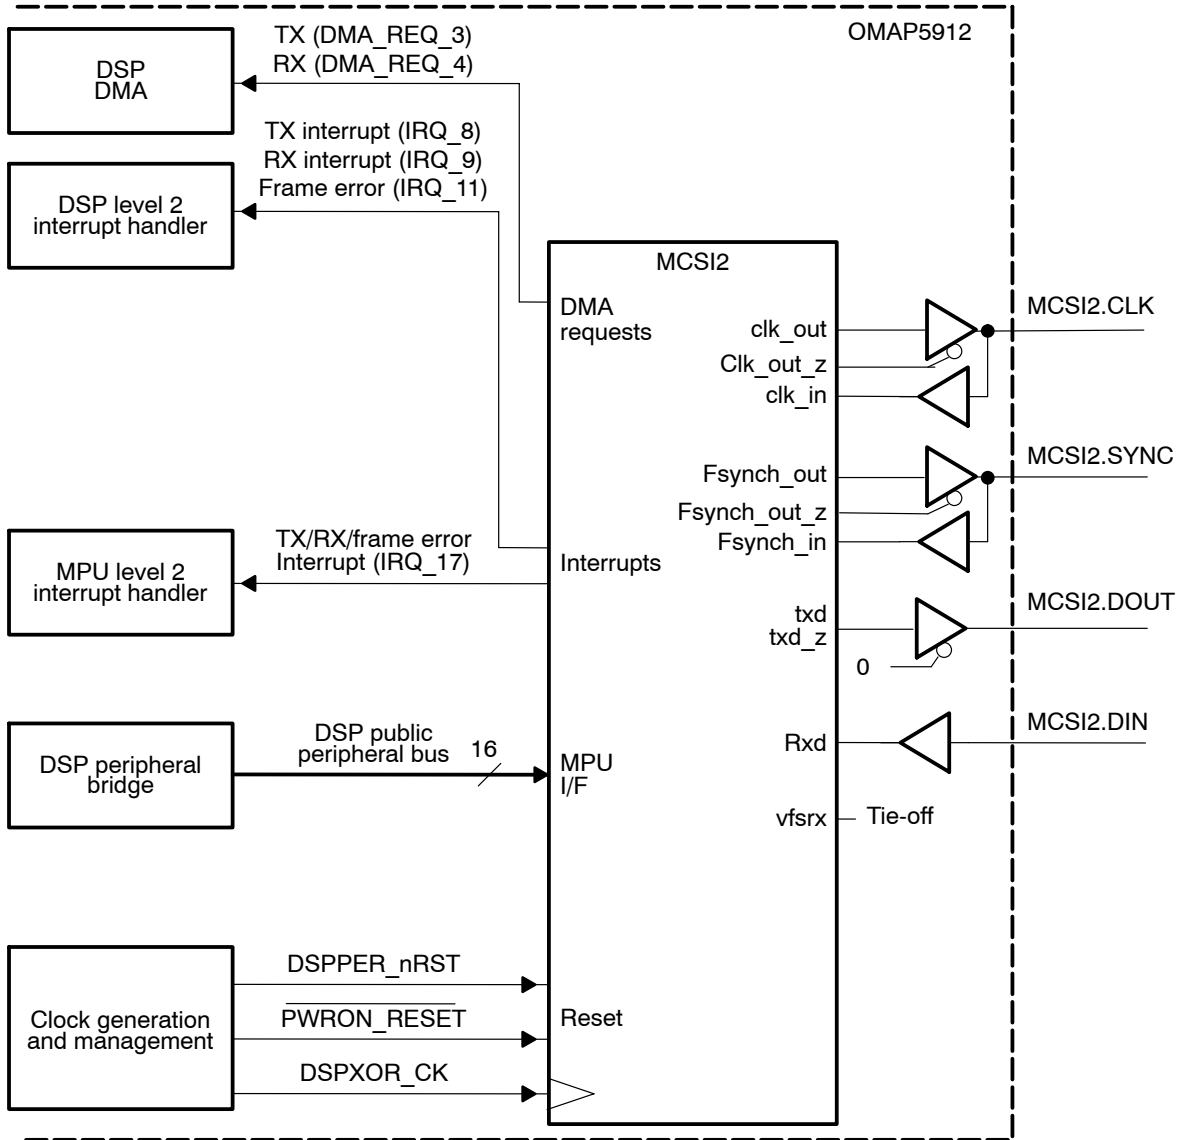 OMAP5912
TX (DMA_REQ_3)
RX (DMA_REQ_4)
DSP
DMA
TX interrupt (IRQ_8)
RX interrupt (IRQ_9)
Frame error (IRQ_11)
DSP level 2
interrupt handler
MCSI2
DMA
requests
clk_out
Clk_out_z
clk_in
MCSI2.CLK
Fsynch_out
Fsynch_out_z
Fsynch_in
MCSI2.SYNC
TX/RX/frame error
Interrupt (IRQ_17)
MPU level 2
interrupt handler
Interrupts
txd
txd_z
0
MCSI2.DOUT
DSP public
peripheral bus
16
DSP peripheral
bridge
MPU
I/F
Rxd
MCSI2.DIN
vfsrx
Tie-off
Clock generation
and management
DSPPER_nRST
PWRON_RESET
DSPXOR_CK
Reset